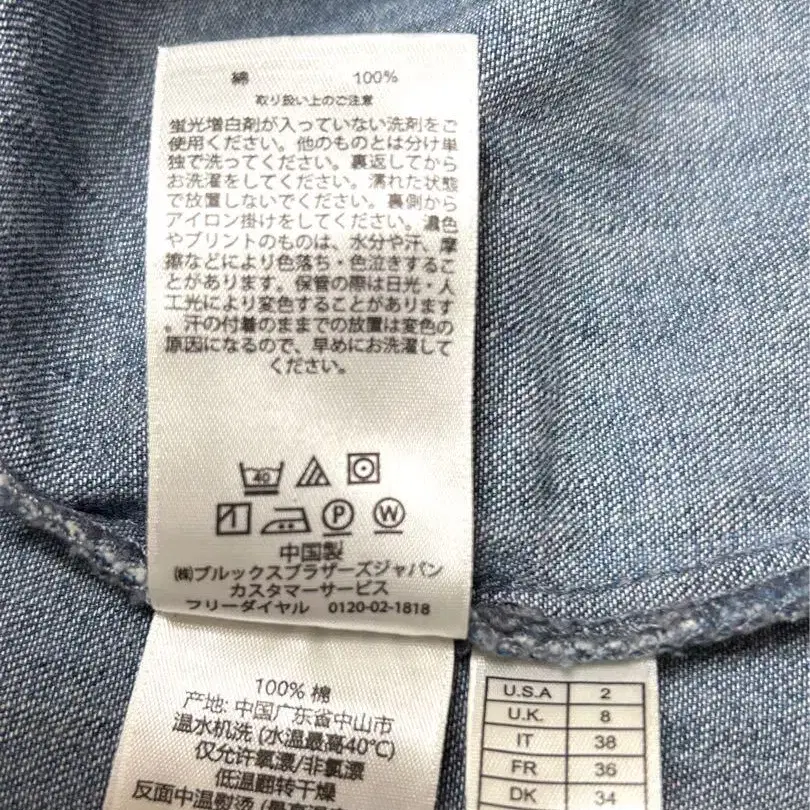 綿 100%
取り扱い上のご注意
蛍光増白剤が入っていない洗剤をご
使用ください。他のものとは分け単
独で洗ってください。裏返してから
お洗濯をしてください。濡れた状態
で放置しないでください。裏側から
アイロン掛けをしてください。濃色
やプリントのものは、水分や汗、摩
擦などにより色落ち・色泣きするこ
とがあります。保管の際は日光・人
工光により変色することがあります
。汗の付着のままでの放置は変色の
原因になるので、早めにお洗濯して
ください。
40
P W
中国製
㈱ブルックスブラザーズジャパン
カスタマーサービス
フリーダイヤル 0120-02-1818
100% 棉
产地: 中国广东省中山市
温水机洗 (水温最高40℃)
仅允许氧漂/非氯漂
低温翻转干燥
反面中温熨烫
U.S.A 2
U.K. 8
IT 38
FR 36
DK 34